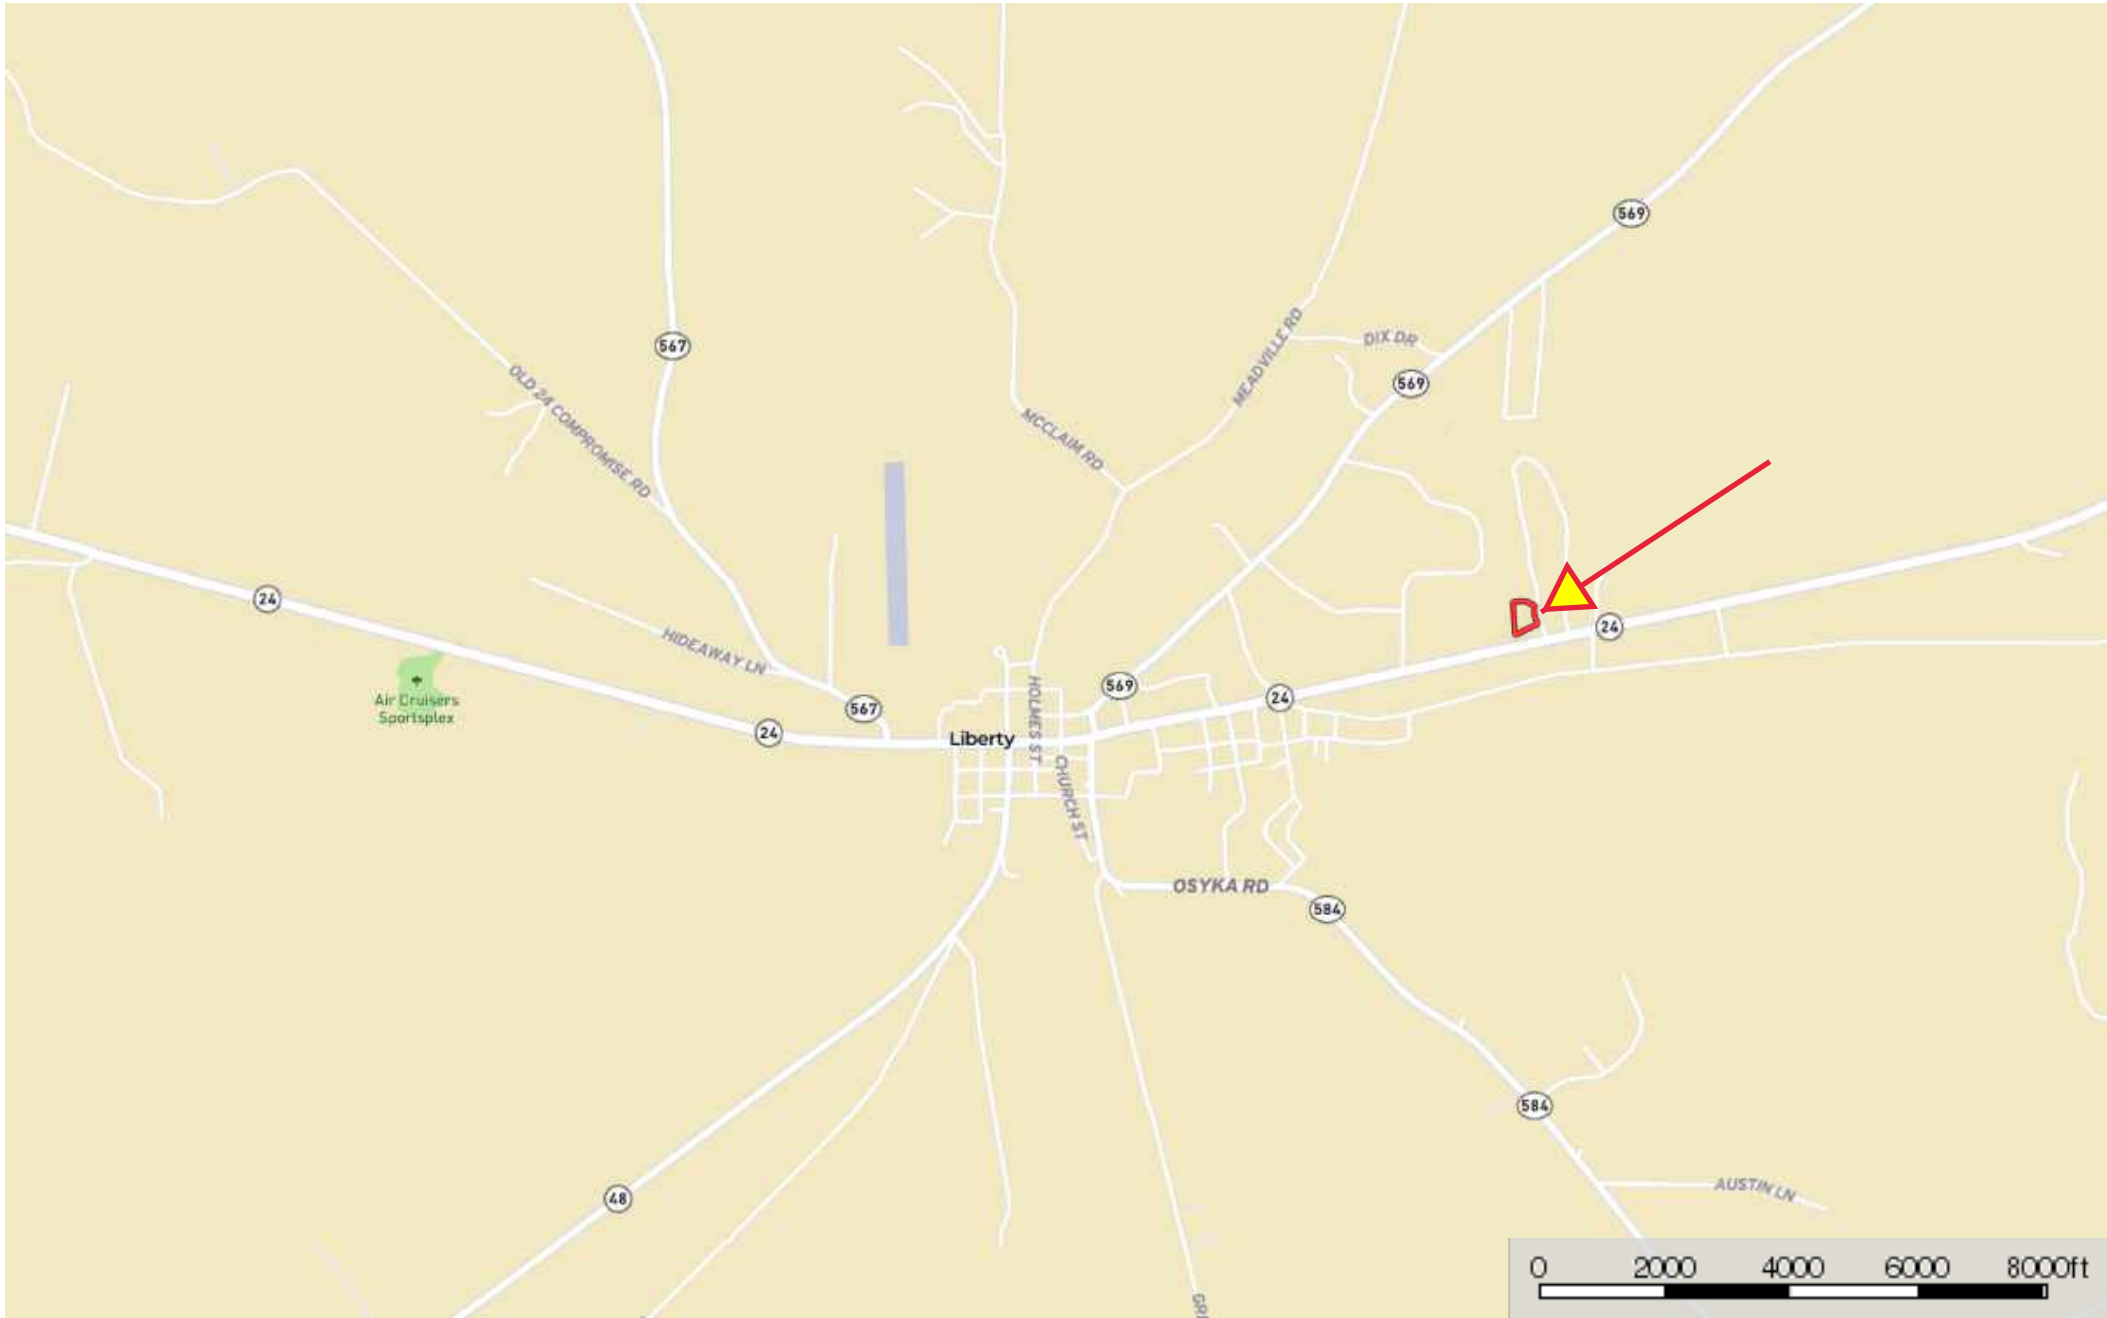 569
567
DIX DR
MEADVILLE RD
569
OLD 24 COMPROMISE RD
MCCLAIM RD
24
24
HIDEAWAY LN
569
24
Air Cruisers
Sportsplex
567
HOLMES ST
24
Liberty
CHURCH ST
OSYKA RD
584
584
48
AUSTIN LN
0 2000 4000 6000 8000ft